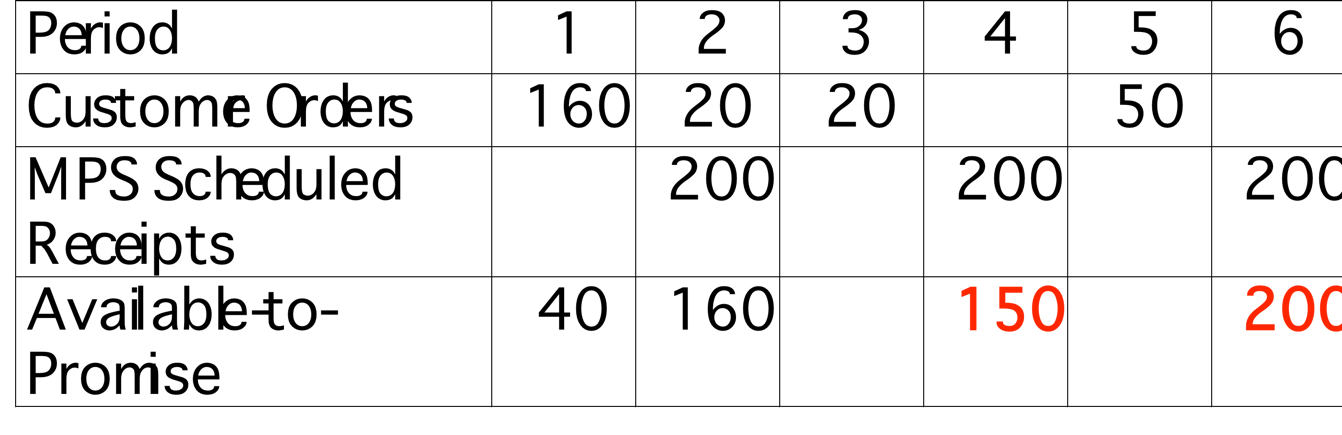 Period 1 2 3 4 5 6
Customer Orders 160 20 20 50
MPS Scheduled 200 200 200
Receipts
Available-to- 40 160 150 200
Promise